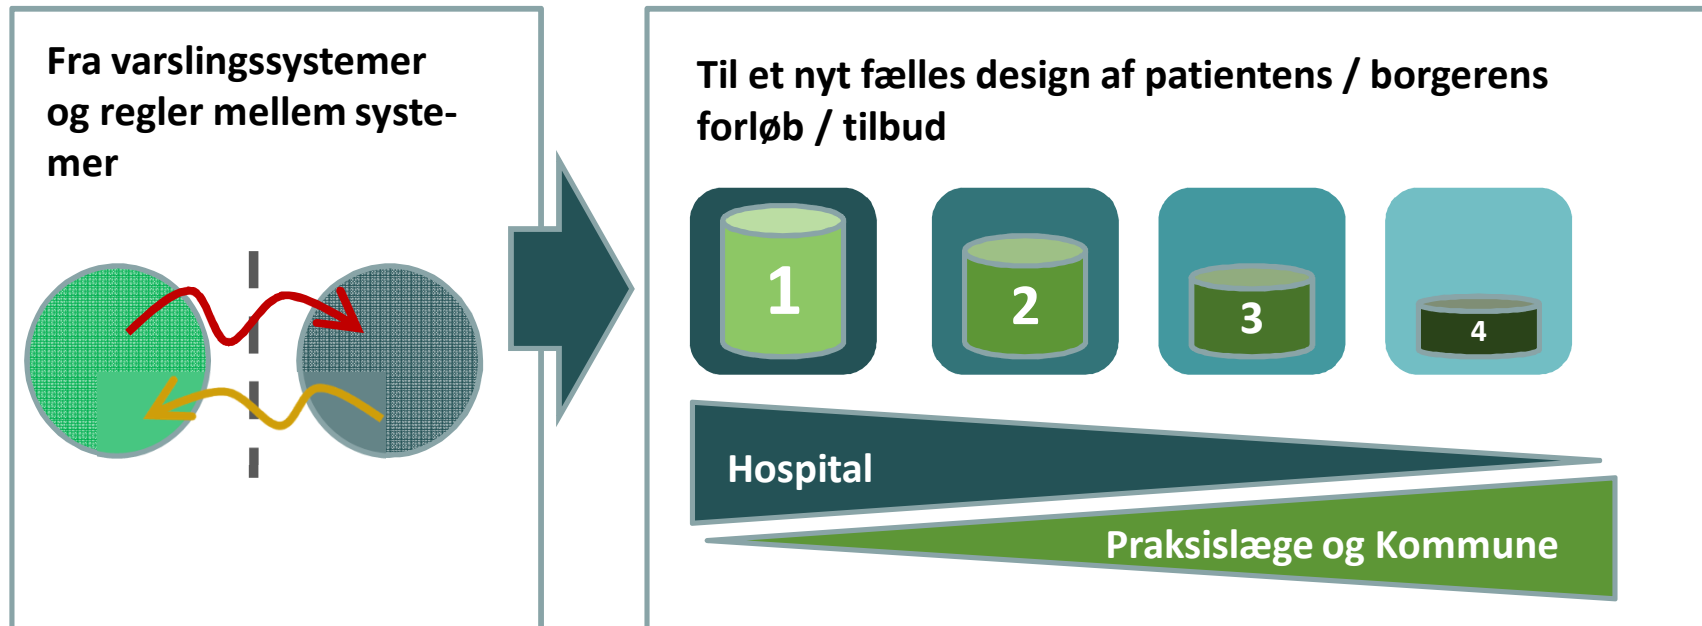 Fra varslingssystemer
og regler mellem syste-
mer
Til et nyt fælles design af patientens / borgerens
forløb / tilbud
1
2
3
4
Hospital
Praksislæge og Kommune